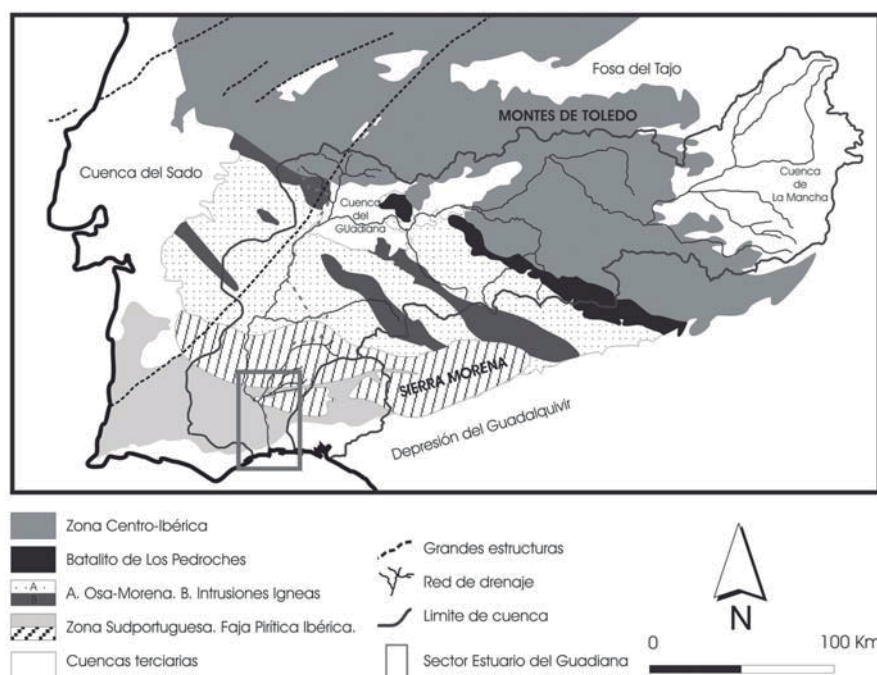 Fosa del Tajo
MONTES DE TOLEDO
Cuenca del Sado
Cuenca
de
La Mancha
Cuenca
del
GUadiana
SIERRA MORENA
Depresión del Guadalquivir
Zona Centro-Ibérica
Batalito de Los Pedroches
A
B
A. Osa-Morena. B. Intrusiones Igneas
Zona Sudportuguesa. Faja Pirítica Ibérica.
Cuencas terciarias
Grandes estructuras
Red de drenaje
Limite de cuenca
Sector Estuario del Guadiana
N
0 100 Km